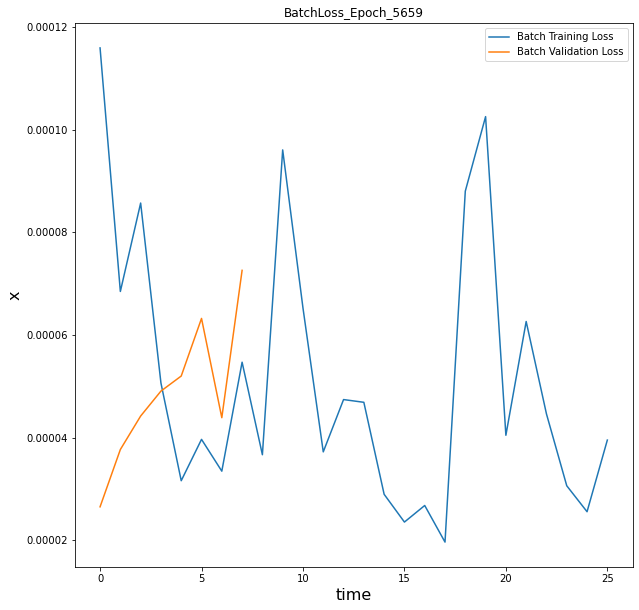 BatchLoss_Epoch_5659
Batch Training Loss
Batch Validation Loss
0.00012
0.00010
0.00008
0.00006
0.00004
0.00002
x
0 5 10 15 20 25
time